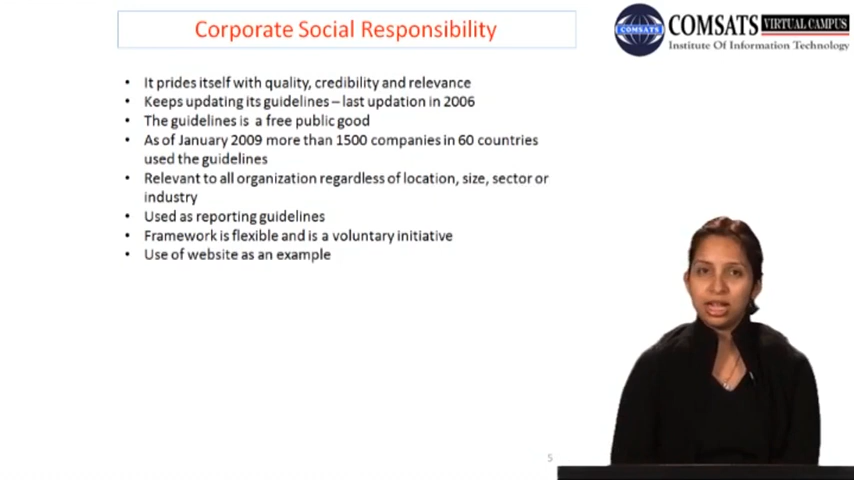 Corporate Social Responsibility
COMSATS VIRTUAL CAMPUS
Institute Of Information Technology
COMSATS
• It prides itself with quality, credibility and relevance
• Keeps updating its guidelines – last updation in 2006
• The guidelines is a free public good
• As of January 2009 more than 1500 companies in 60 countries
used the guidelines
• Relevant to all organization regardless of location, size, sector or
industry
• Used as reporting guidelines
• Framework is flexible and is a voluntary initiative
• Use of website as an example
5